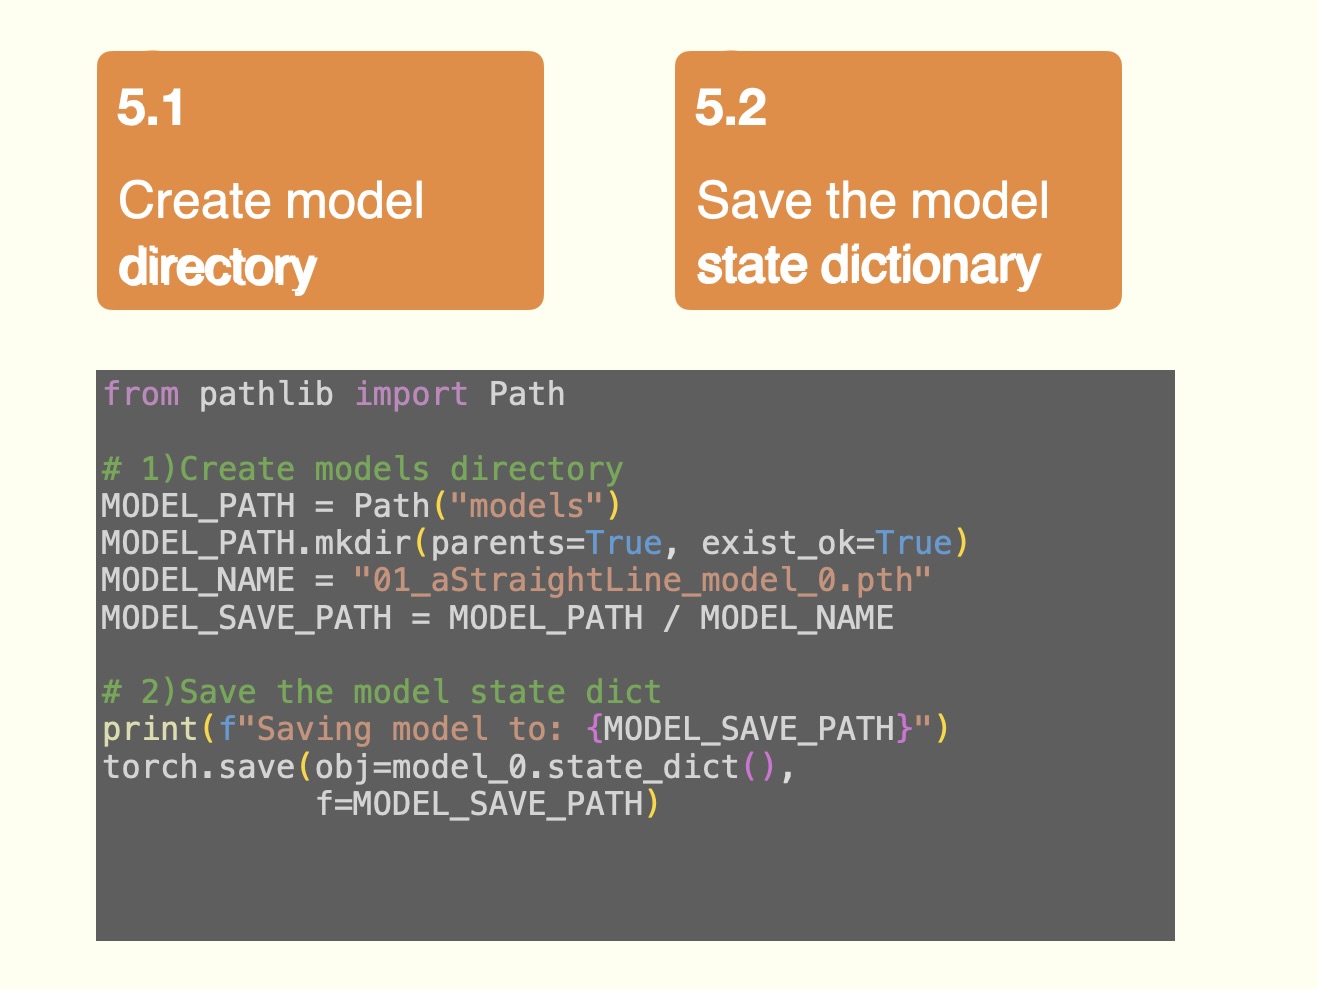 5.1
Create model
directory
5.2
Save the model
state dictionary
from pathlib import Path
# 1)Create models directory
MODEL_PATH = Path("models")
MODEL_PATH.mkdir(parents=True, exist_ok=True)
MODEL_NAME = "01_aStraightLine_model_0.pth"
MODEL_SAVE_PATH = MODEL_PATH / MODEL_NAME
# 2)Save the model state dict
print(f"Saving model to: {MODEL_SAVE_PATH}")
torch.save(obj=model_0.state_dict(),
f=MODEL_SAVE_PATH)